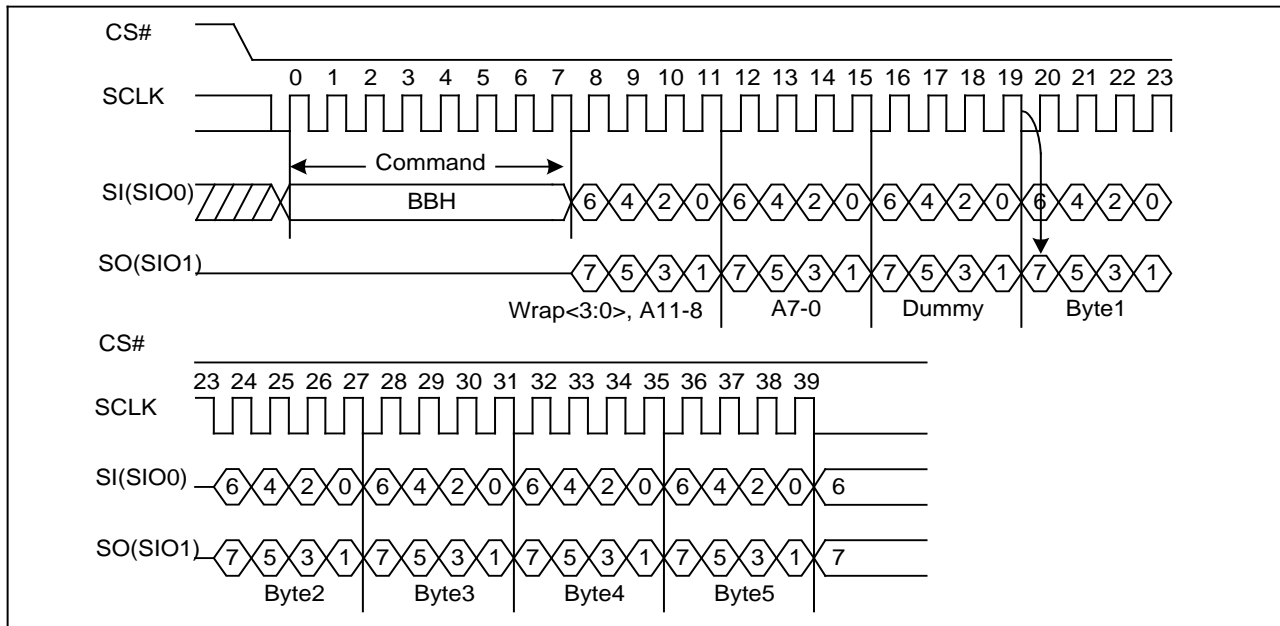 CS#
0 1 2 3 4 5 6 7 8 9 10 11 12 13 14 15 16 17 18 19 20 21 22 23
SCLK
Command
SI(SIO0) BBH 6 4 2 0 6 4 2 0 6 4 2 0 6 4 2 0
SO(SIO1) 7 5 3 1 7 5 3 1 7 5 3 1 7 5 3 1
Wrap<3:0>, A11-8 A7-0 Dummy Byte1
CS#
23 24 25 26 27 28 29 30 31 32 33 34 35 36 37 38 39
SCLK
SI(SIO0) 6 4 2 0 6 4 2 0 6 4 2 0 6 4 2 0 6
SO(SIO1) 7 5 3 1 7 5 3 1 7 5 3 1 7 5 3 1 7
Byte2 Byte3 Byte4 Byte5